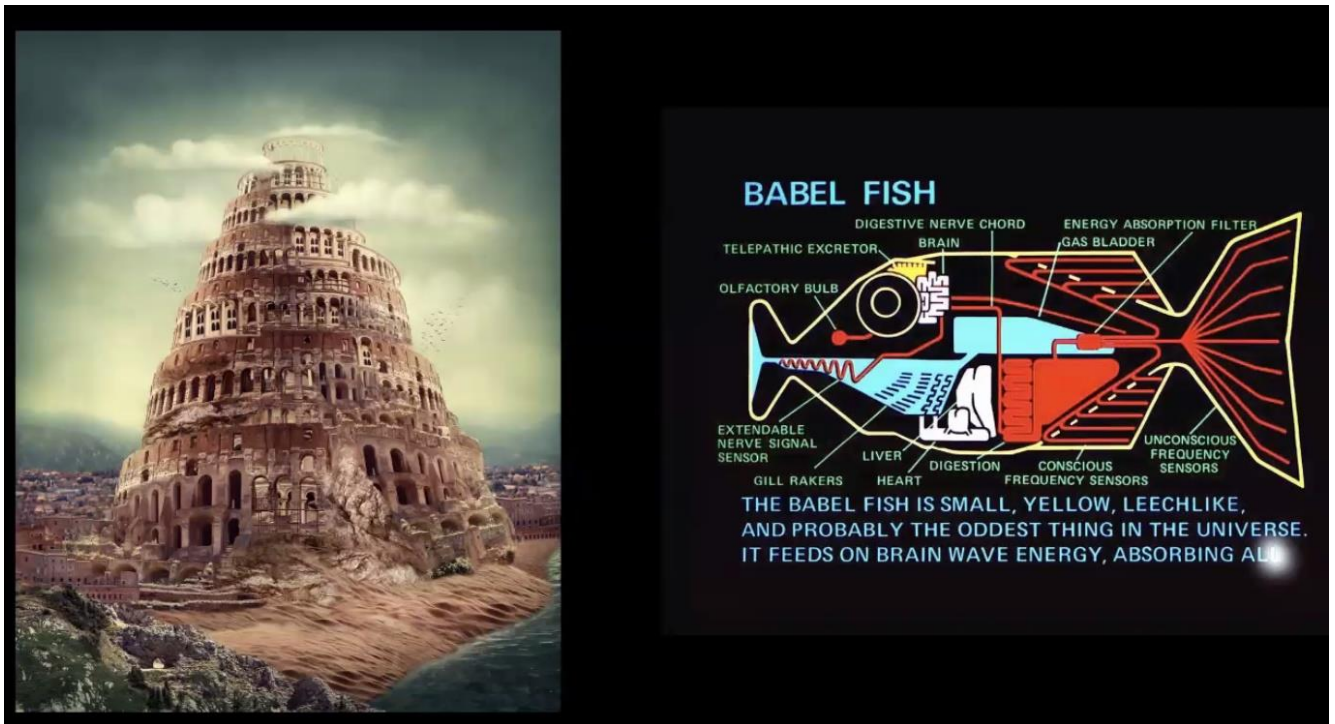 BABEL FISH
DIGESTIVE NERVE CHORD
ENERGY ABSORPTION FILTER
TELEPATHIC EXCRETOR
BRAIN
GAS BLADDER
OLFACTORY BULB
EXTENDABLE
NERVE SIGNAL
SENSOR
GILL RAKERS
LIVER
HEART
DIGESTION
CONSCIOUS
FREQUENCY SENSORS
UNCONSCIOUS
FREQUENCY
SENSORS
THE BABEL FISH IS SMALL, YELLOW, LEECHLIKE,
AND PROBABLY THE ODDEST THING IN THE UNIVERSE.
IT FEEDS ON BRAIN WAVE ENERGY, ABSORBING AL